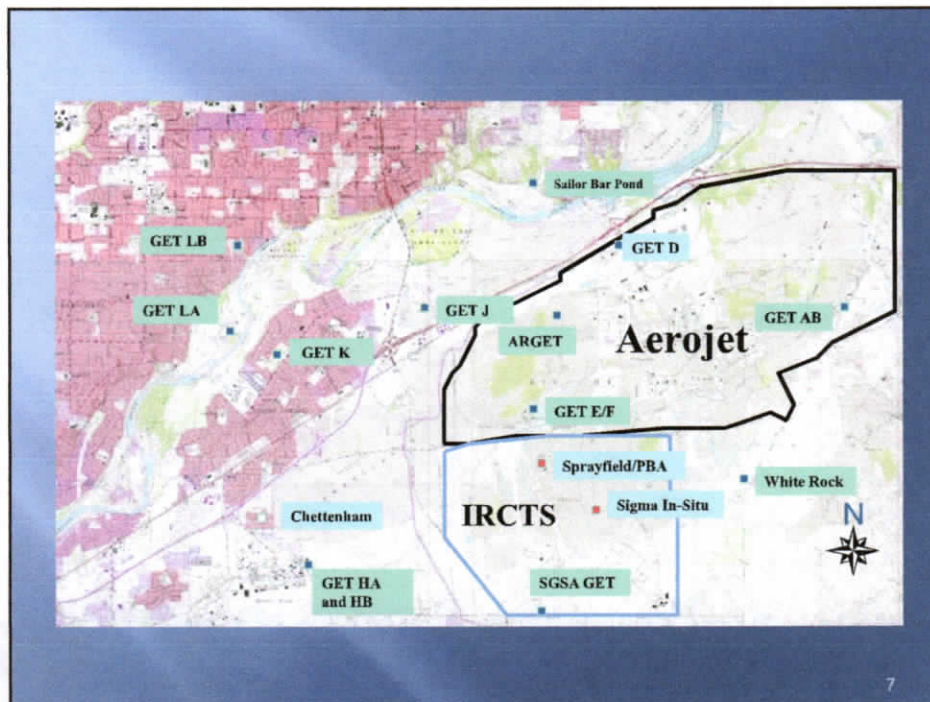 Sailor Bar Pond
GET LB
GET D
GET LA
GET J
GET AB
ARGET
Aerojet
GET K
GET E/F
Sprayfield/PBA
White Rock
Chettenham
IRCTS
Sigma In-Situ
N
GET HA
and HB
SGSA GET
7